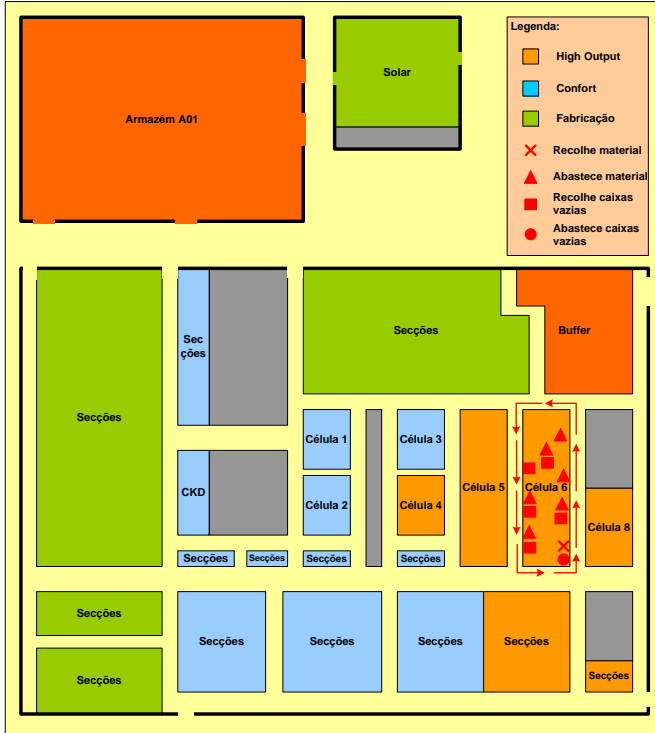 Legenda:
High Output
Confort
Fabricação
Recolhe material
Abastece material
Recolhe caixas
vazias
Abastece caixas
vazias
Armazém A01
Solar
Secções
Sec
ções
Secções
Buffer
Célula 1
Célula 3
Célula 5
Célula 6
CKD
Célula 2
Célula 4
Célula 8
Secções
Secções
Secções
Secções
Secções
Secções
Secções
Secções
Secções
Secções
Secções